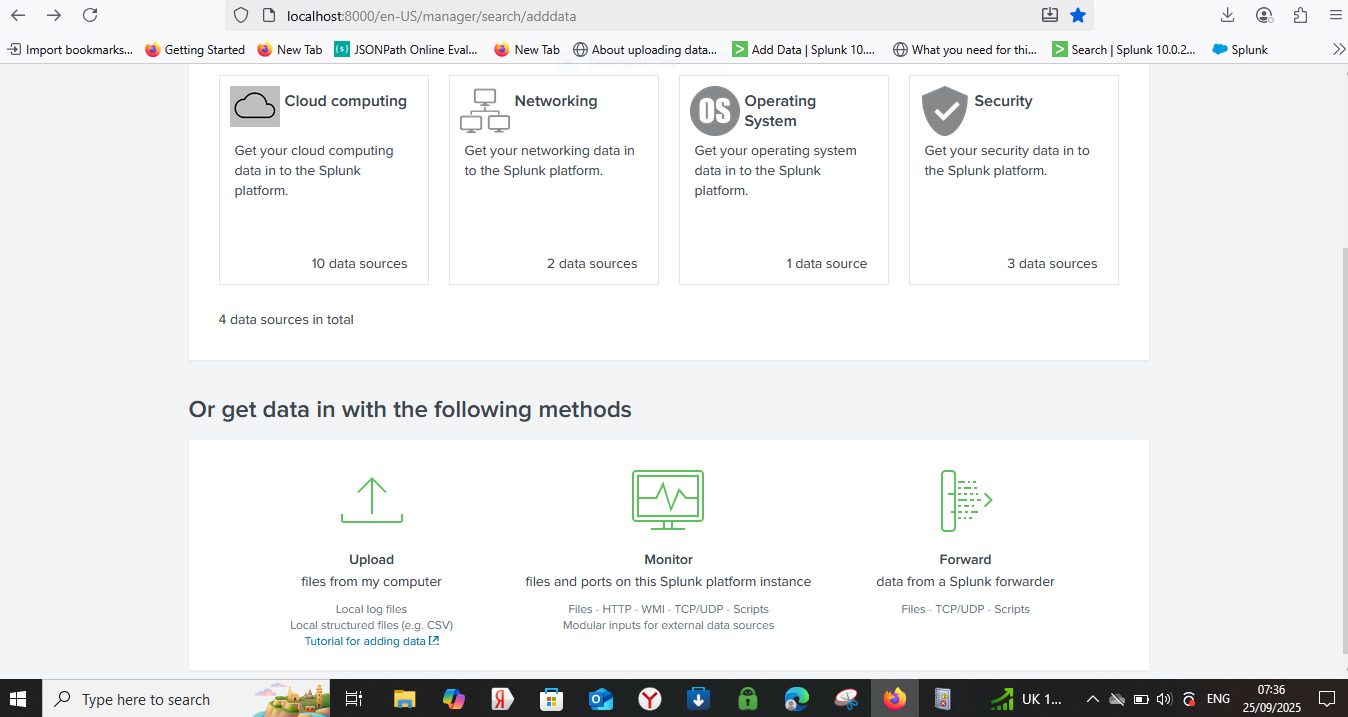 localhost:8000/en-US/manager/search/adddata
Import bookmarks...
Getting Started
New Tab
JSONPath Online Eval...
New Tab
About uploading data...
Add Data | Splunk 10....
What you need for thi...
Search | Splunk 10.0.2...
Splunk
Cloud computing
Get your cloud computing
data in to the Splunk
platform.
10 data sources
Networking
Get your networking data in
to the Splunk platform.
2 data sources
OS
Operating
System
Get your operating system
data in to the Splunk
platform.
1 data source
Security
Get your security data in to
the Splunk platform.
3 data sources
4 data sources in total
Or get data in with the following methods
Upload
files from my computer
Local log files
Local structured files (e.g. CSV)
Tutorial for adding data
Monitor
files and ports on this Splunk platform instance
Files - HTTP - WMI - TCP/UDP - Scripts
Modular inputs for external data sources
Forward
data from a Splunk forwarder
Files - TCP/UDP - Scripts
Type here to search
Я
Y
UK 1...
ENG
07:36
25/09/2025